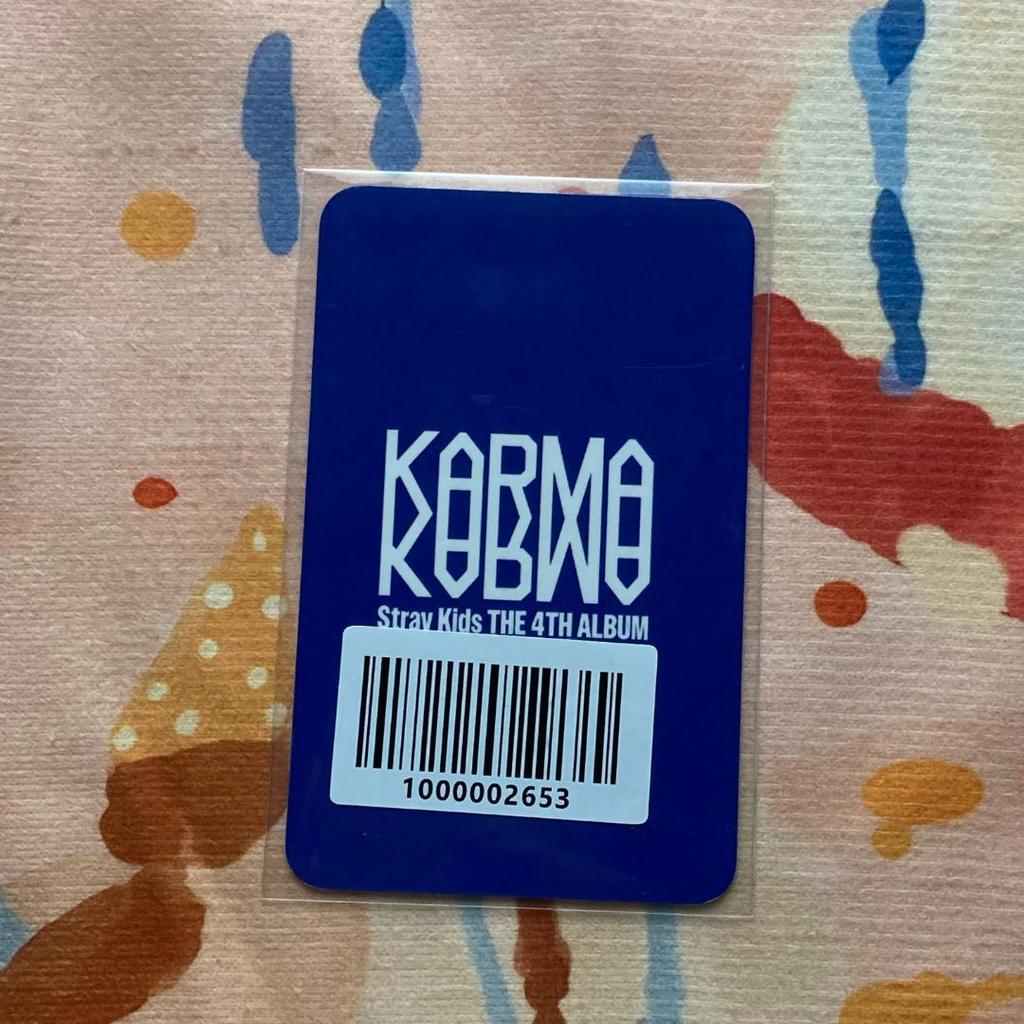 KARMA
Stray Kids THE 4TH ALBUM
1000002653